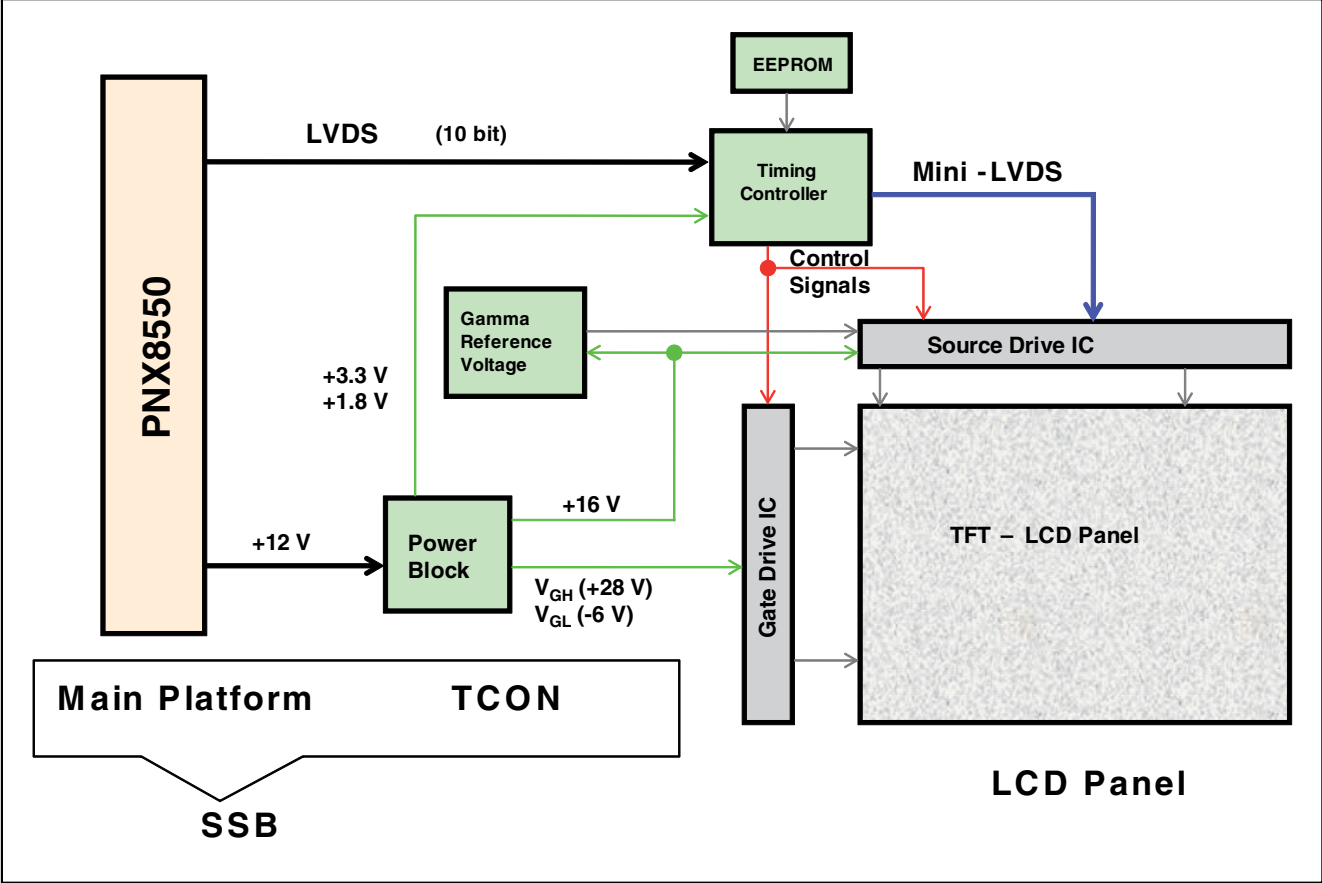 EEPROM
LVDS (10 bit)
Timing
Controller
Mini - LVDS
Control
Signals
PNX8550
Gamma
Reference
Voltage
Source Drive IC
+3.3 V
+1.8 V
+16 V
+12 V
Power
Block
V_GH (+28 V)
V_GL (-6 V)
Gate Drive IC
TFT – LCD Panel
Main Platform TCON
LCD Panel
SSB